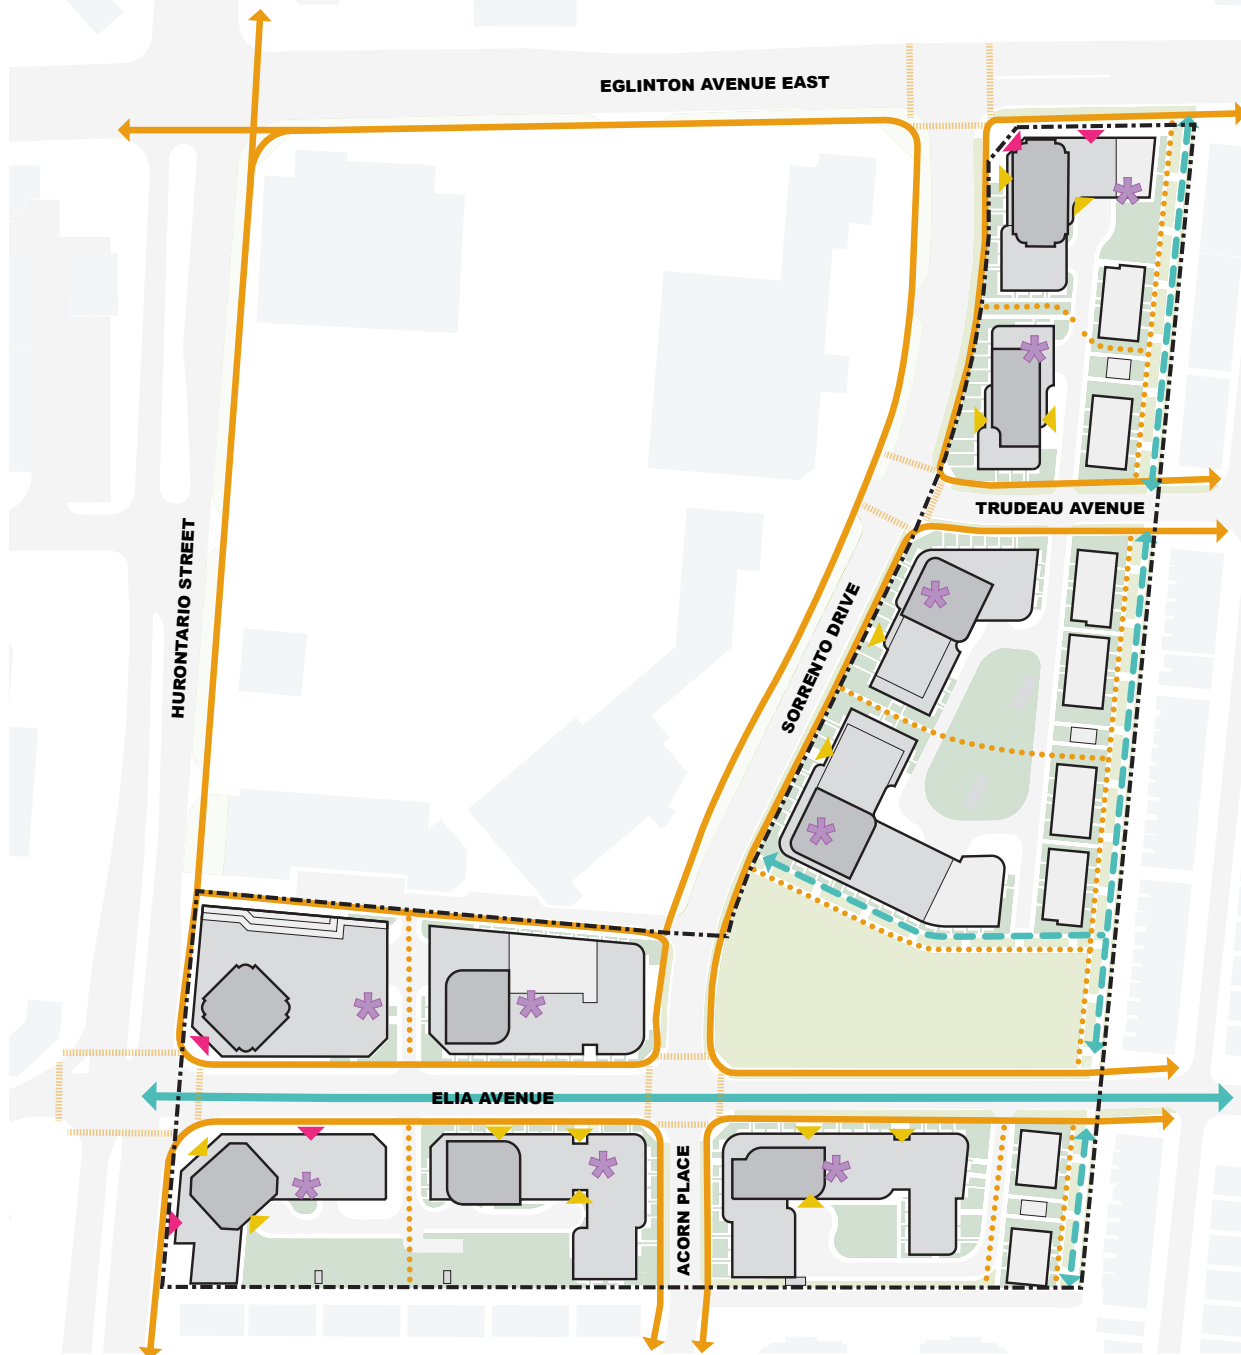 EGLINTON AVENUE EAST
TRUDEAU AVENUE
HURONTARIO STREET
SORRENTO DRIVE
ELIA AVENUE
ACORN PLACE